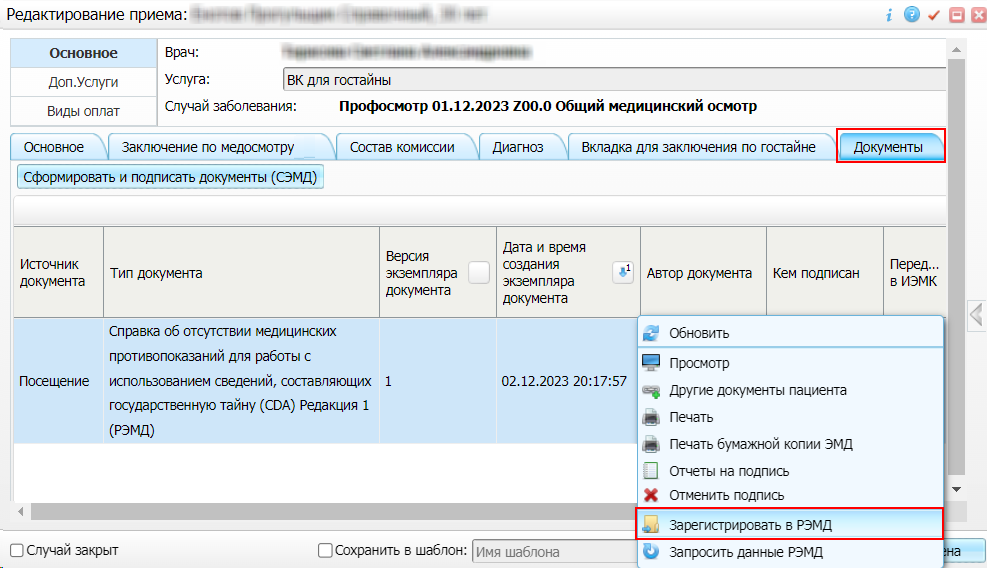 Редактирование приема:
Основное
Доп.Услуги
Виды оплат
Врач:
Услуга: ВК для гостайны
Случай заболевания: Профосмотр 01.12.2023 Z00.0 Общий медицинский осмотр
Основное Заключение по медосмотру Состав комиссии Диагноз Вкладка для заключения по гостайне Документы
Сформировать и подписать документы (СЭМД)
Источник
документа
Тип документа
Версия
экземпляра
документа
Дата и время
создания
экземпляра
документа
1
Автор документа
Кем подписан
Перед...
в ИЭМК
Посещение
Справка об отсутствии медицинских
противопоказаний для работы с
использованием сведений, составляющих
государственную тайну (CDA) Редакция 1
(РЭМД)
1
02.12.2023 20:17:57
Обновить
Просмотр
Другие документы пациента
Печать
Печать бумажной копии ЭМД
Отчеты на подпись
Отменить подпись
Зарегистрировать в РЭМД
Запросить данные РЭМД
Случай закрыт
Сохранить в шаблон: Имя шаблона